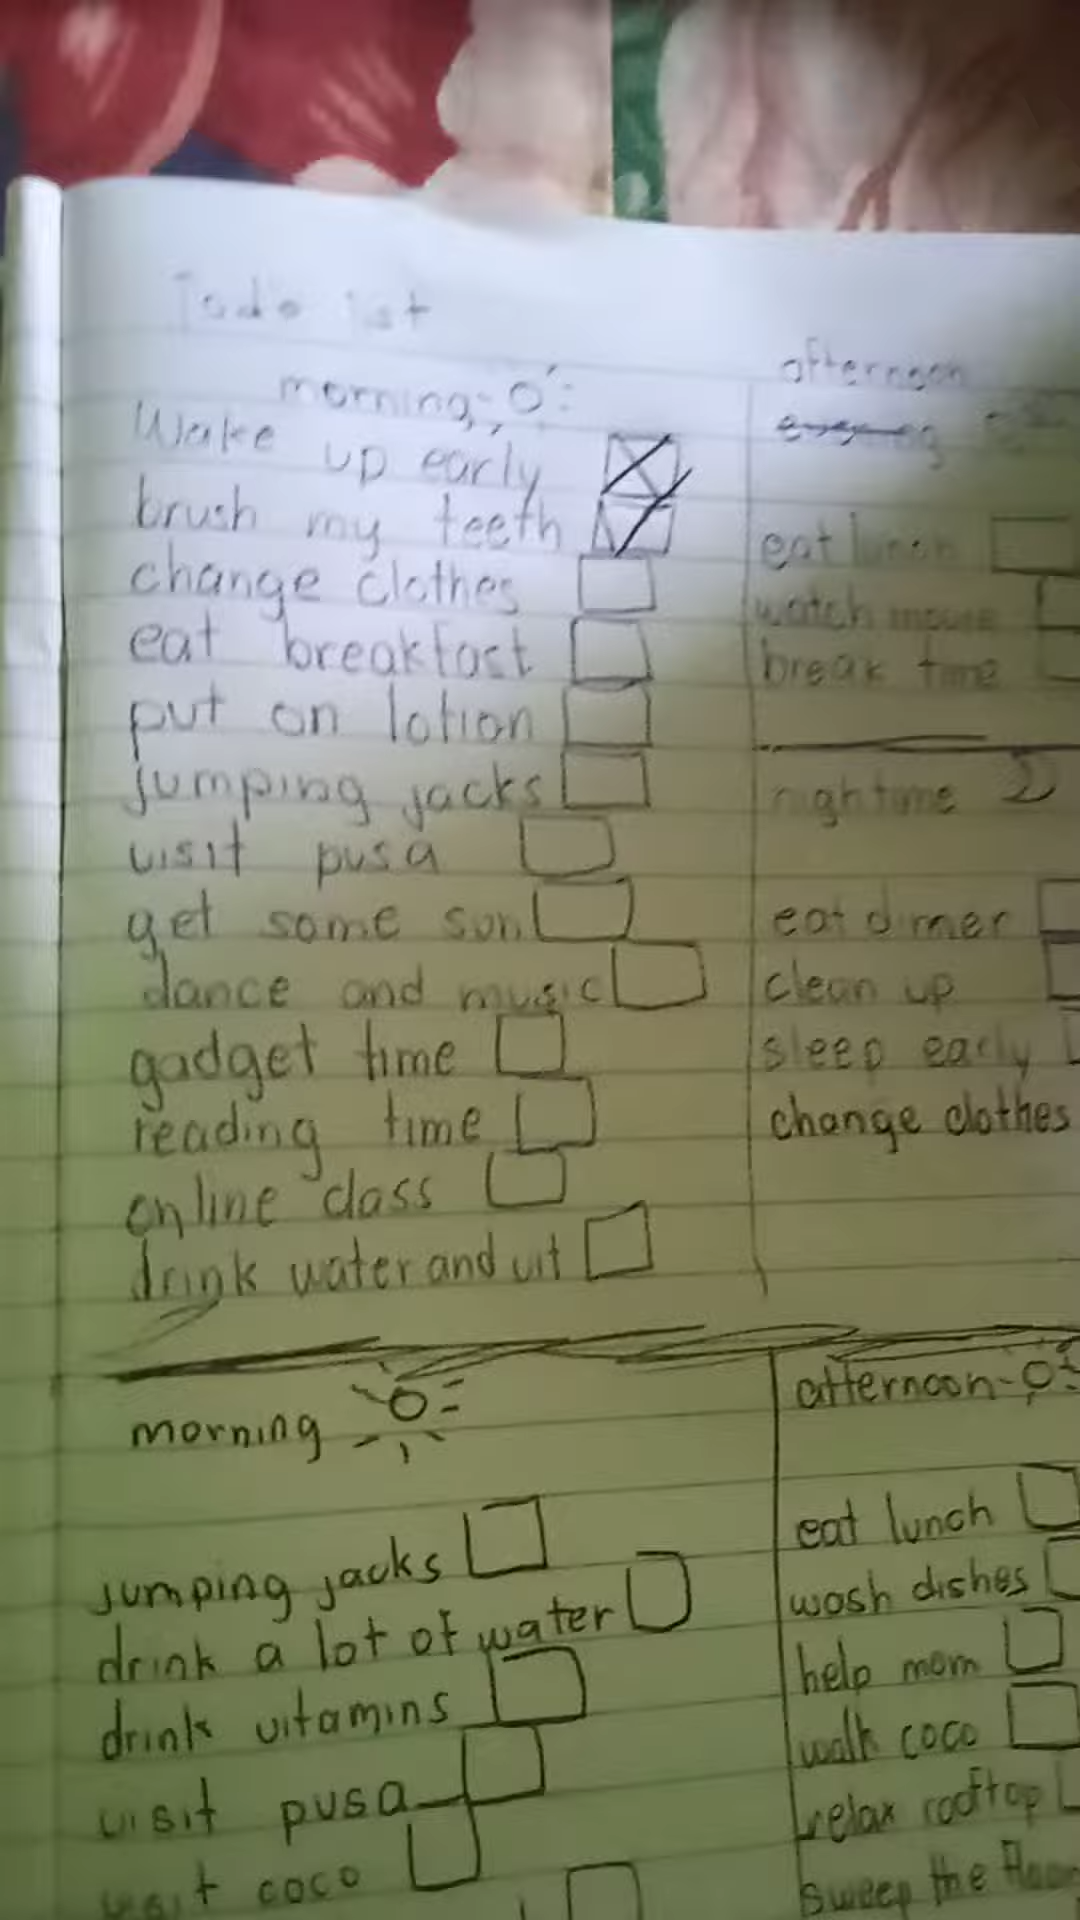 Todo ist
morning
Wake up early
brush my teeth
change clothes
eat breakfast
put on lotion
jumping jacks
visit pusa
get some sun
dance and music
gadget time
reading time
online class
drink water and vit
afternoon
eat lunch
watch movie
break time
nightime
eat dinner
clean up
sleep early
change clothes
morning
jumping jacks
drink a lot of water
drink vitamins
visit pusa
visit coco
afternoon
eat lunch
wash dishes
help mom
walk coco
relax rooftop
sweep the floor